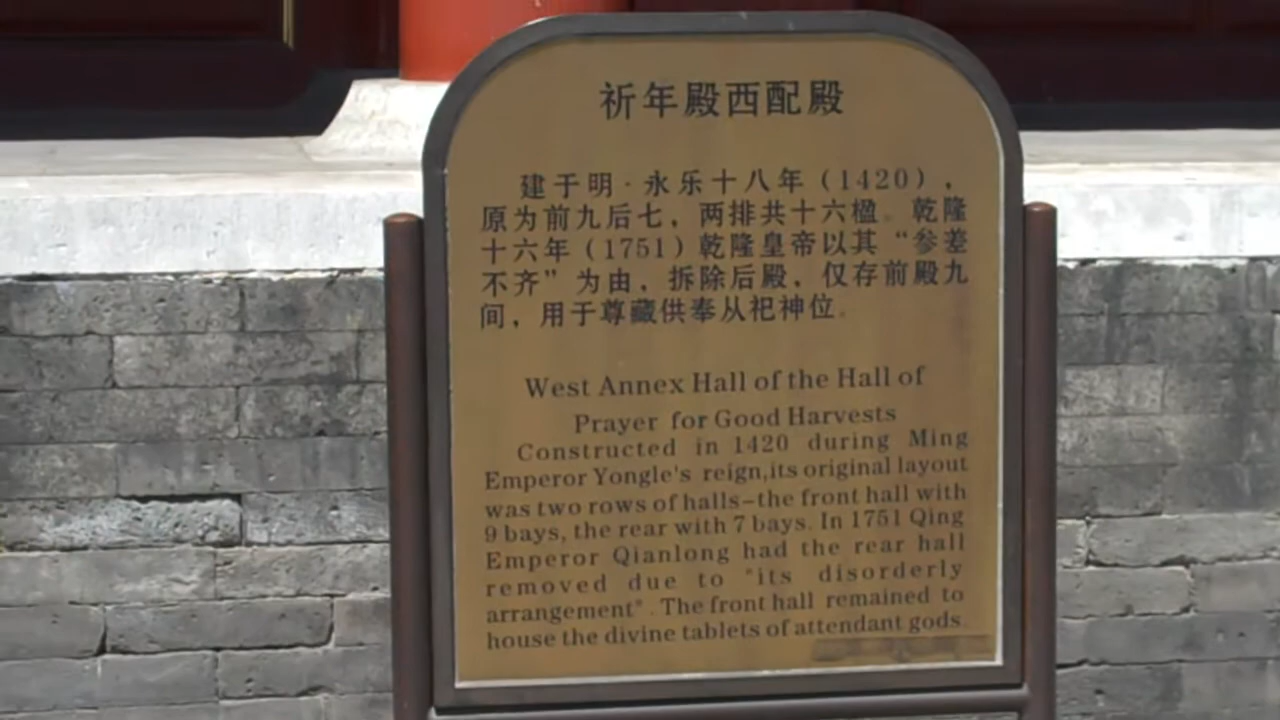 祈年殿西配殿
建于明·永乐十八年（1420），
原为前九后七，两排共十六楹。乾隆
十六年（1751）乾隆皇帝以其“参差
不齐”为由，拆除后殿，仅存前殿九
间，用于尊藏供奉从祀神位。
West Annex Hall of the Hall of
Prayer for Good Harvests
Constructed in 1420 during Ming
Emperor Yongle's reign,its original layout
was two rows of halls–the front hall with
9 bays, the rear with 7 bays. In 1751 Qing
Emperor Qianlong had the rear hall
removed due to "its disorderly
arrangement". The front hall remained to
house the divine tablets of attendant gods.